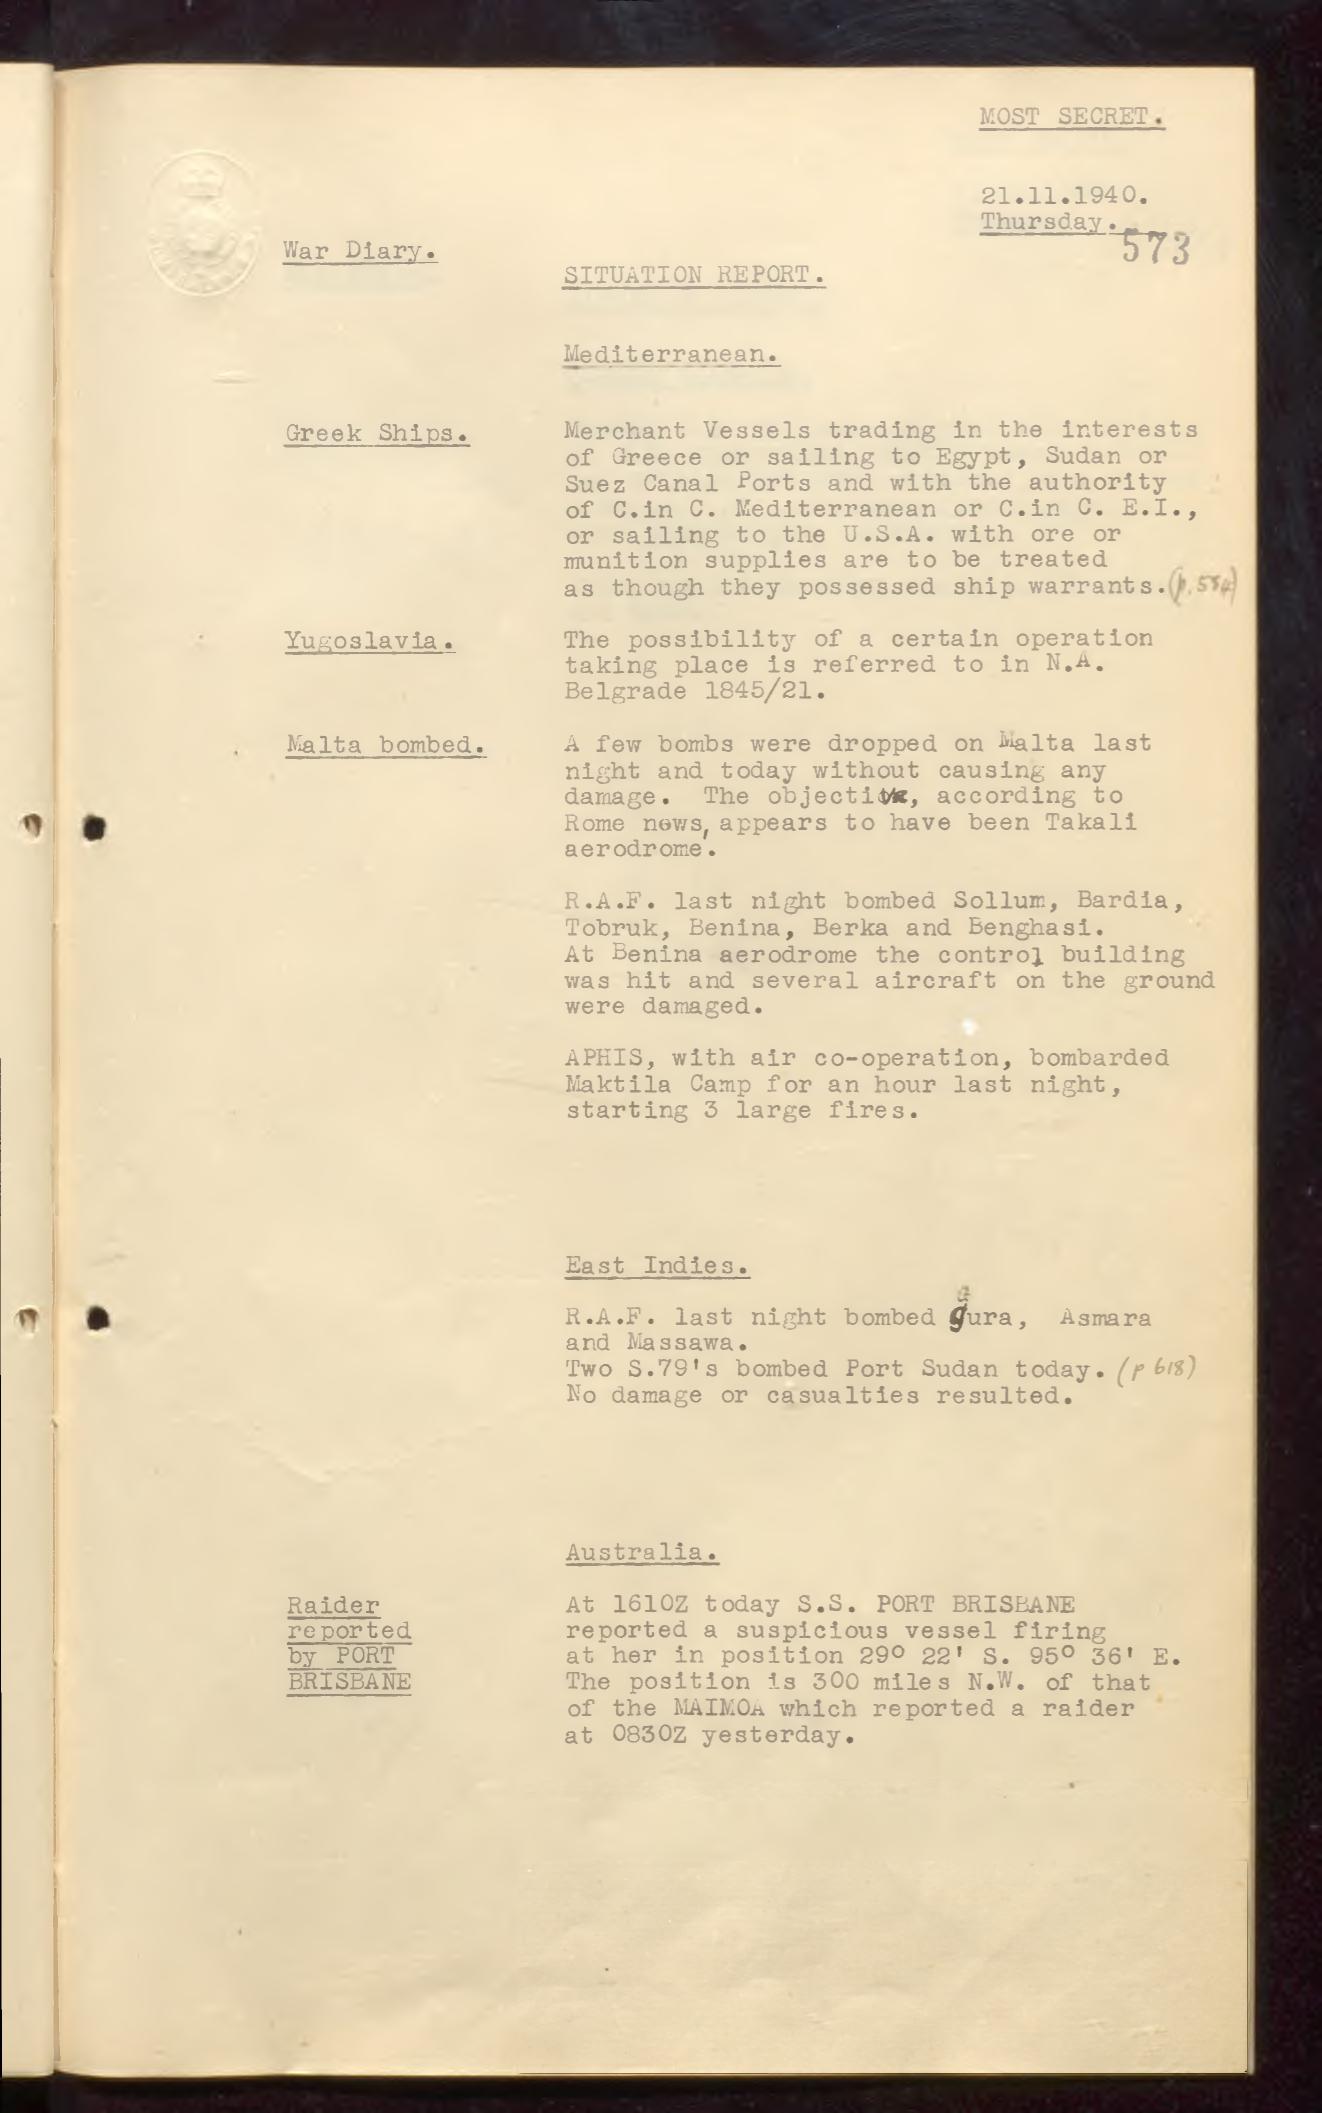 MOST SECRET.
21.11.1940.
Thursday.
573
War Diary.
SITUATION REPORT.
Mediterranean.
Greek Ships.
Merchant Vessels trading in the interests
of Greece or sailing to Egypt, Sudan or
Suez Canal Ports and with the authority
of C.in C. Mediterranean or C.in C. E.I.,
or sailing to the U.S.A. with ore or
munition supplies are to be treated
as though they possessed ship warrants. (p. 584)
Yugoslavia.
The possibility of a certain operation
taking place is referred to in N.A.
Belgrade 1845/21.
Malta bombed.
A few bombs were dropped on Malta last
night and today without causing any
damage. The objective, according to
Rome news, appears to have been Takali
aerodrome.
R.A.F. last night bombed Sollum, Bardia,
Tobruk, Benina, Berka and Benghasi.
At Benina aerodrome the control building
was hit and several aircraft on the ground
were damaged.
APHIS, with air co-operation, bombarded
Maktila Camp for an hour last night,
starting 3 large fires.
East Indies.
R.A.F. last night bombed gura, Asmara
and Massawa.
Two S.79's bombed Port Sudan today. (p 618)
No damage or casualties resulted.
Australia.
Raider
reported
by PORT
BRISBANE
At 1610Z today S.S. PORT BRISBANE
reported a suspicious vessel firing
at her in position 29° 22' S. 95° 36' E.
The position is 300 miles N.W. of that
of the MAIMOA which reported a raider
at 0830Z yesterday.